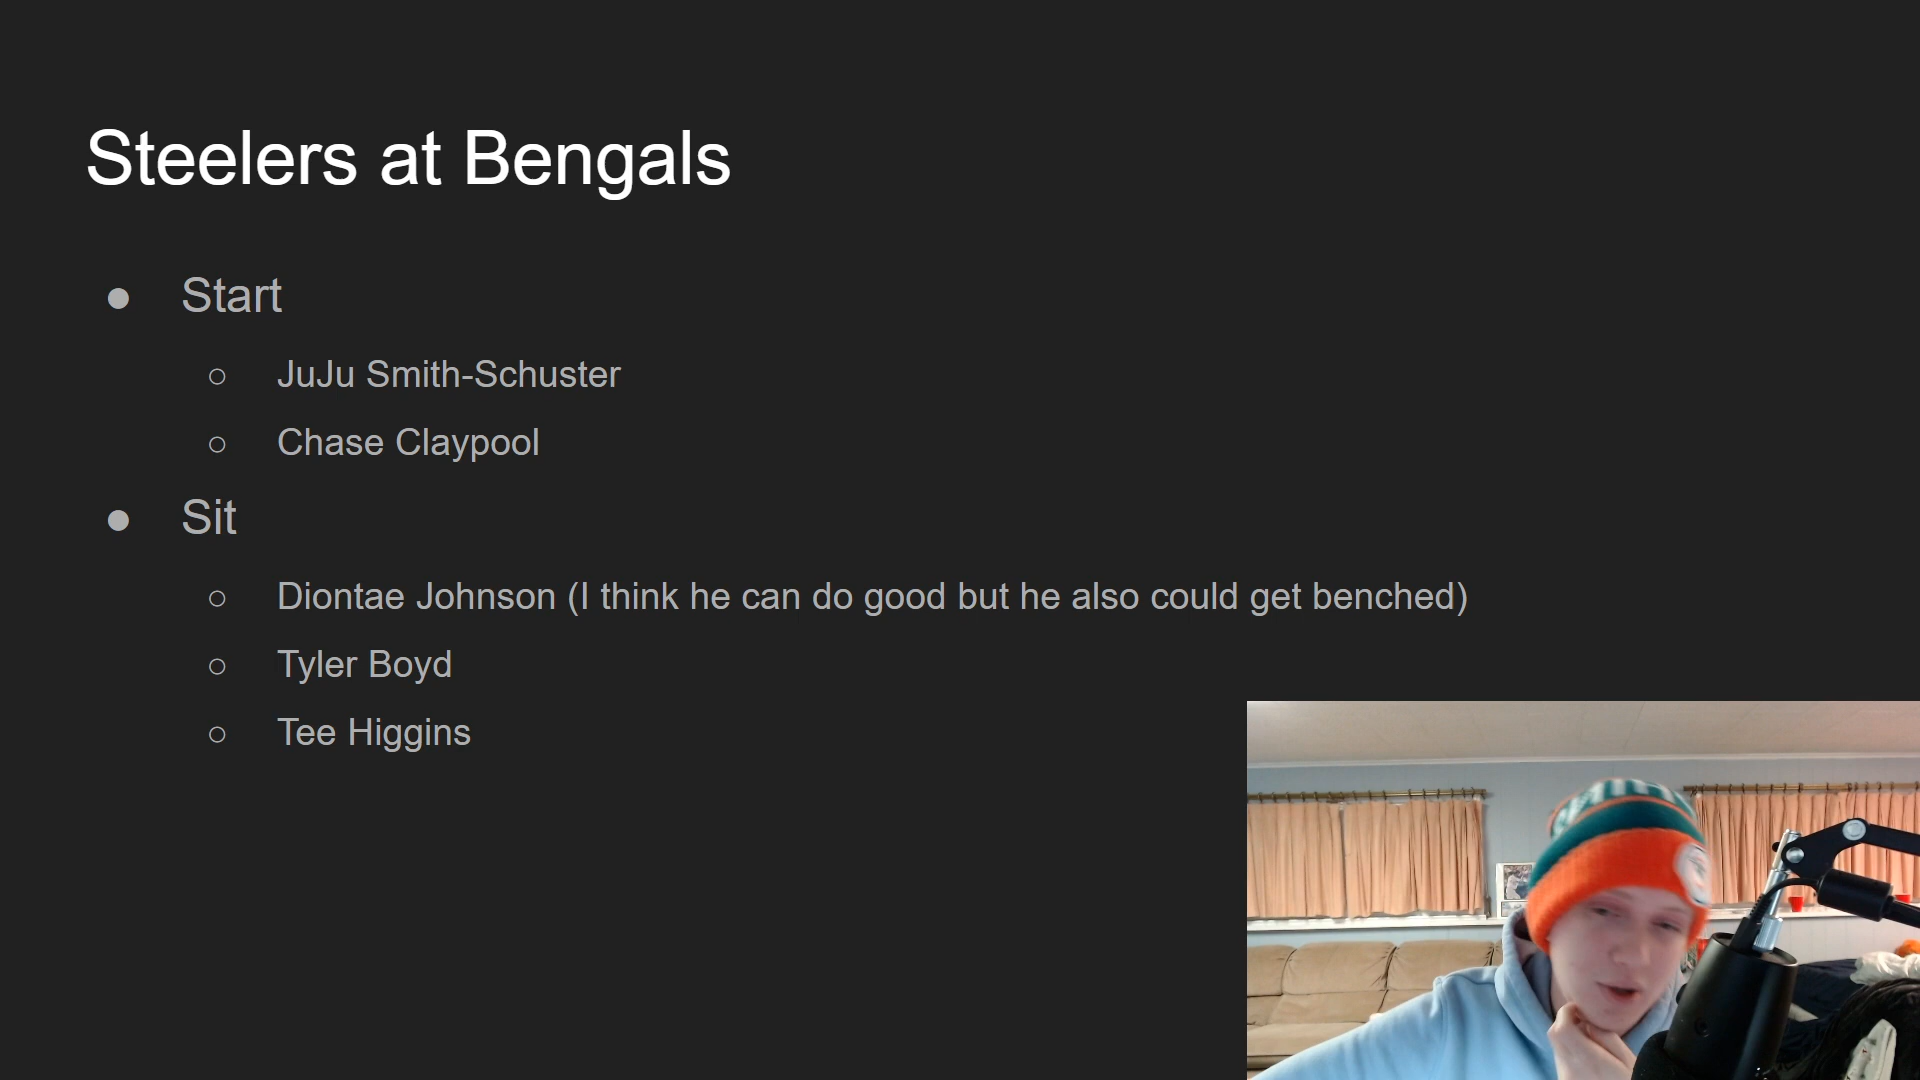 Steelers at Bengals
● Start
○ JuJu Smith-Schuster
○ Chase Claypool
● Sit
○ Diontae Johnson (I think he can do good but he also could get benched)
○ Tyler Boyd
○ Tee Higgins